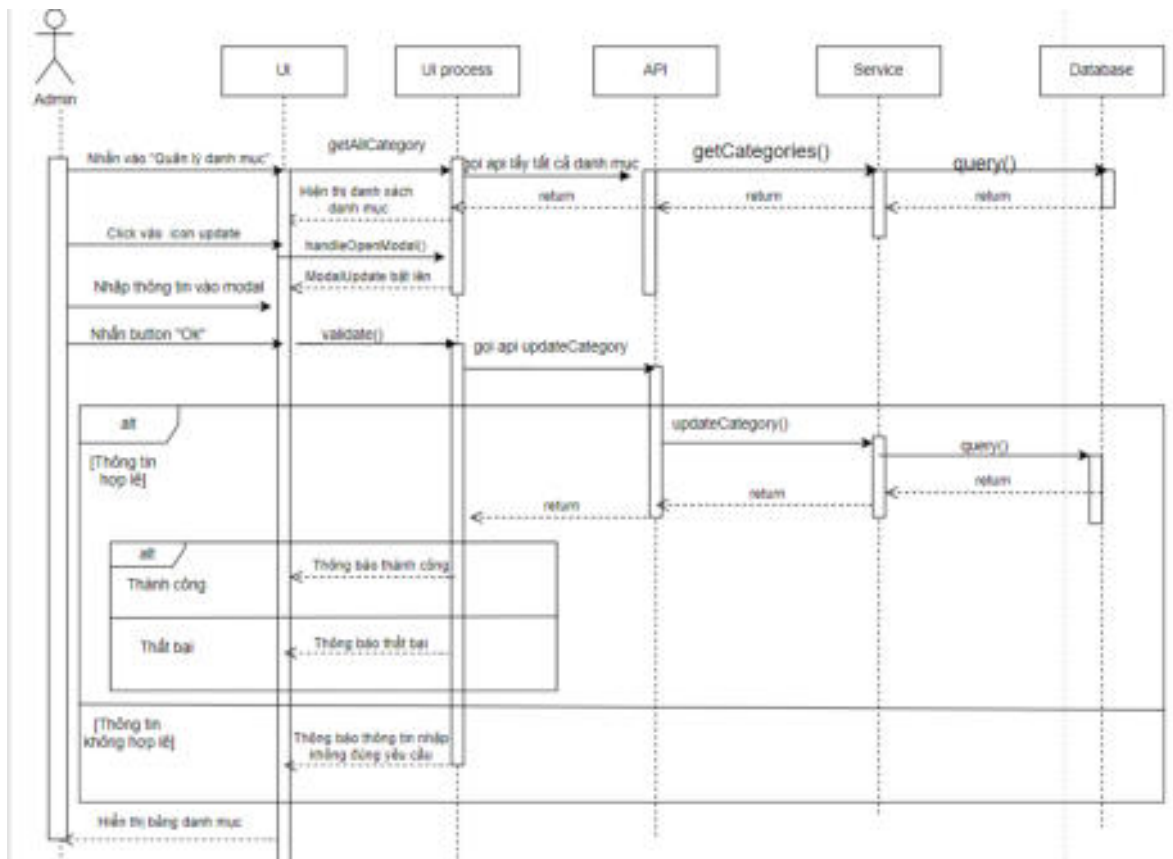 UI
UI process
API
Service
Database
Admin
Nhấn vào "Quản lý danh mục"
getAllCategory
gọi api lấy tất cả danh mục
getCategories()
query()
Hiển thị danh sách
danh mục
return
return
return
Click vào icon update
handleOpenModal()
ModalUpdate bật lên
Nhập thông tin vào modal
Nhấn button "OK"
validate()
gọi api updateCategory
alt
[Thông tin
hợp lệ]
updateCategory()
query()
return
return
return
alt
Thành công
Thông báo thành công
Thất bại
Thông báo thất bại
[Thông tin
không hợp lệ]
Thông báo thông tin nhập
không đúng yêu cầu
Hiển thị bảng danh mục